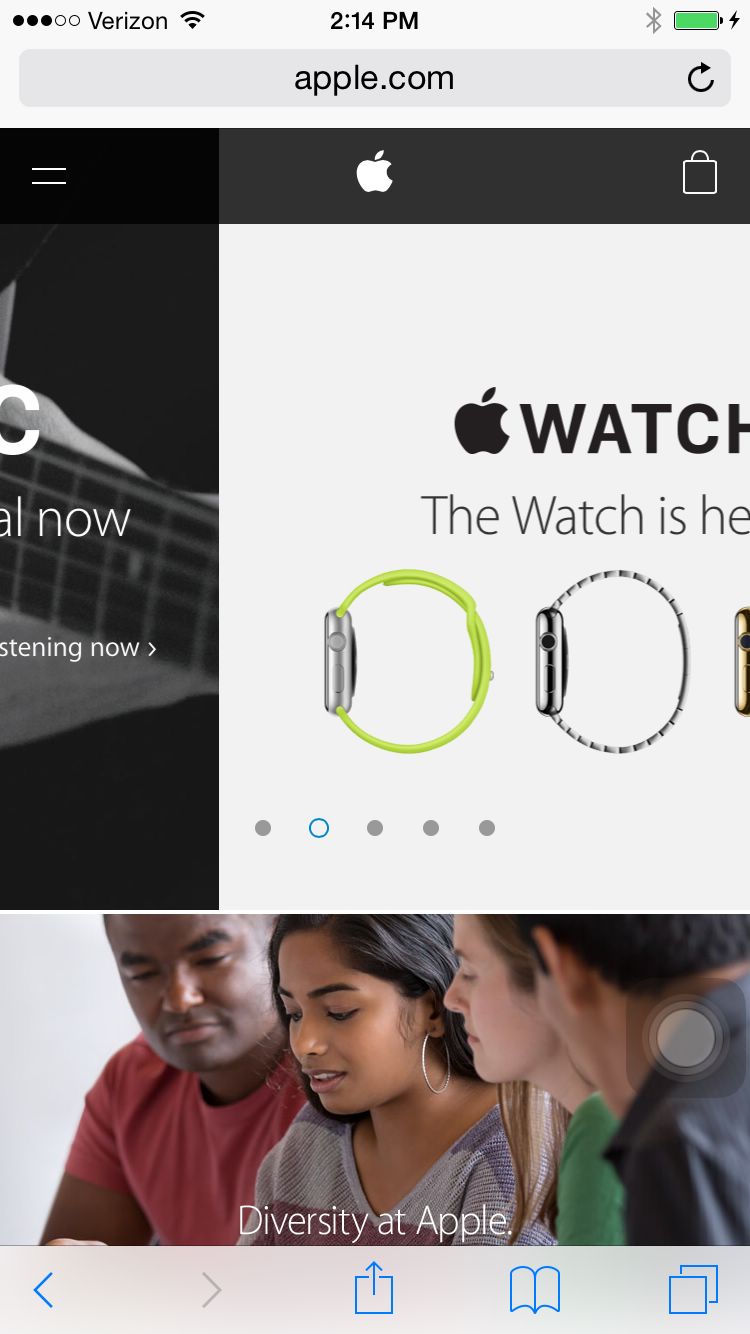 Verizon 2:14 PM
apple.com
C
al now
stening now ›
WATCH
The Watch is he
Diversity at Apple.